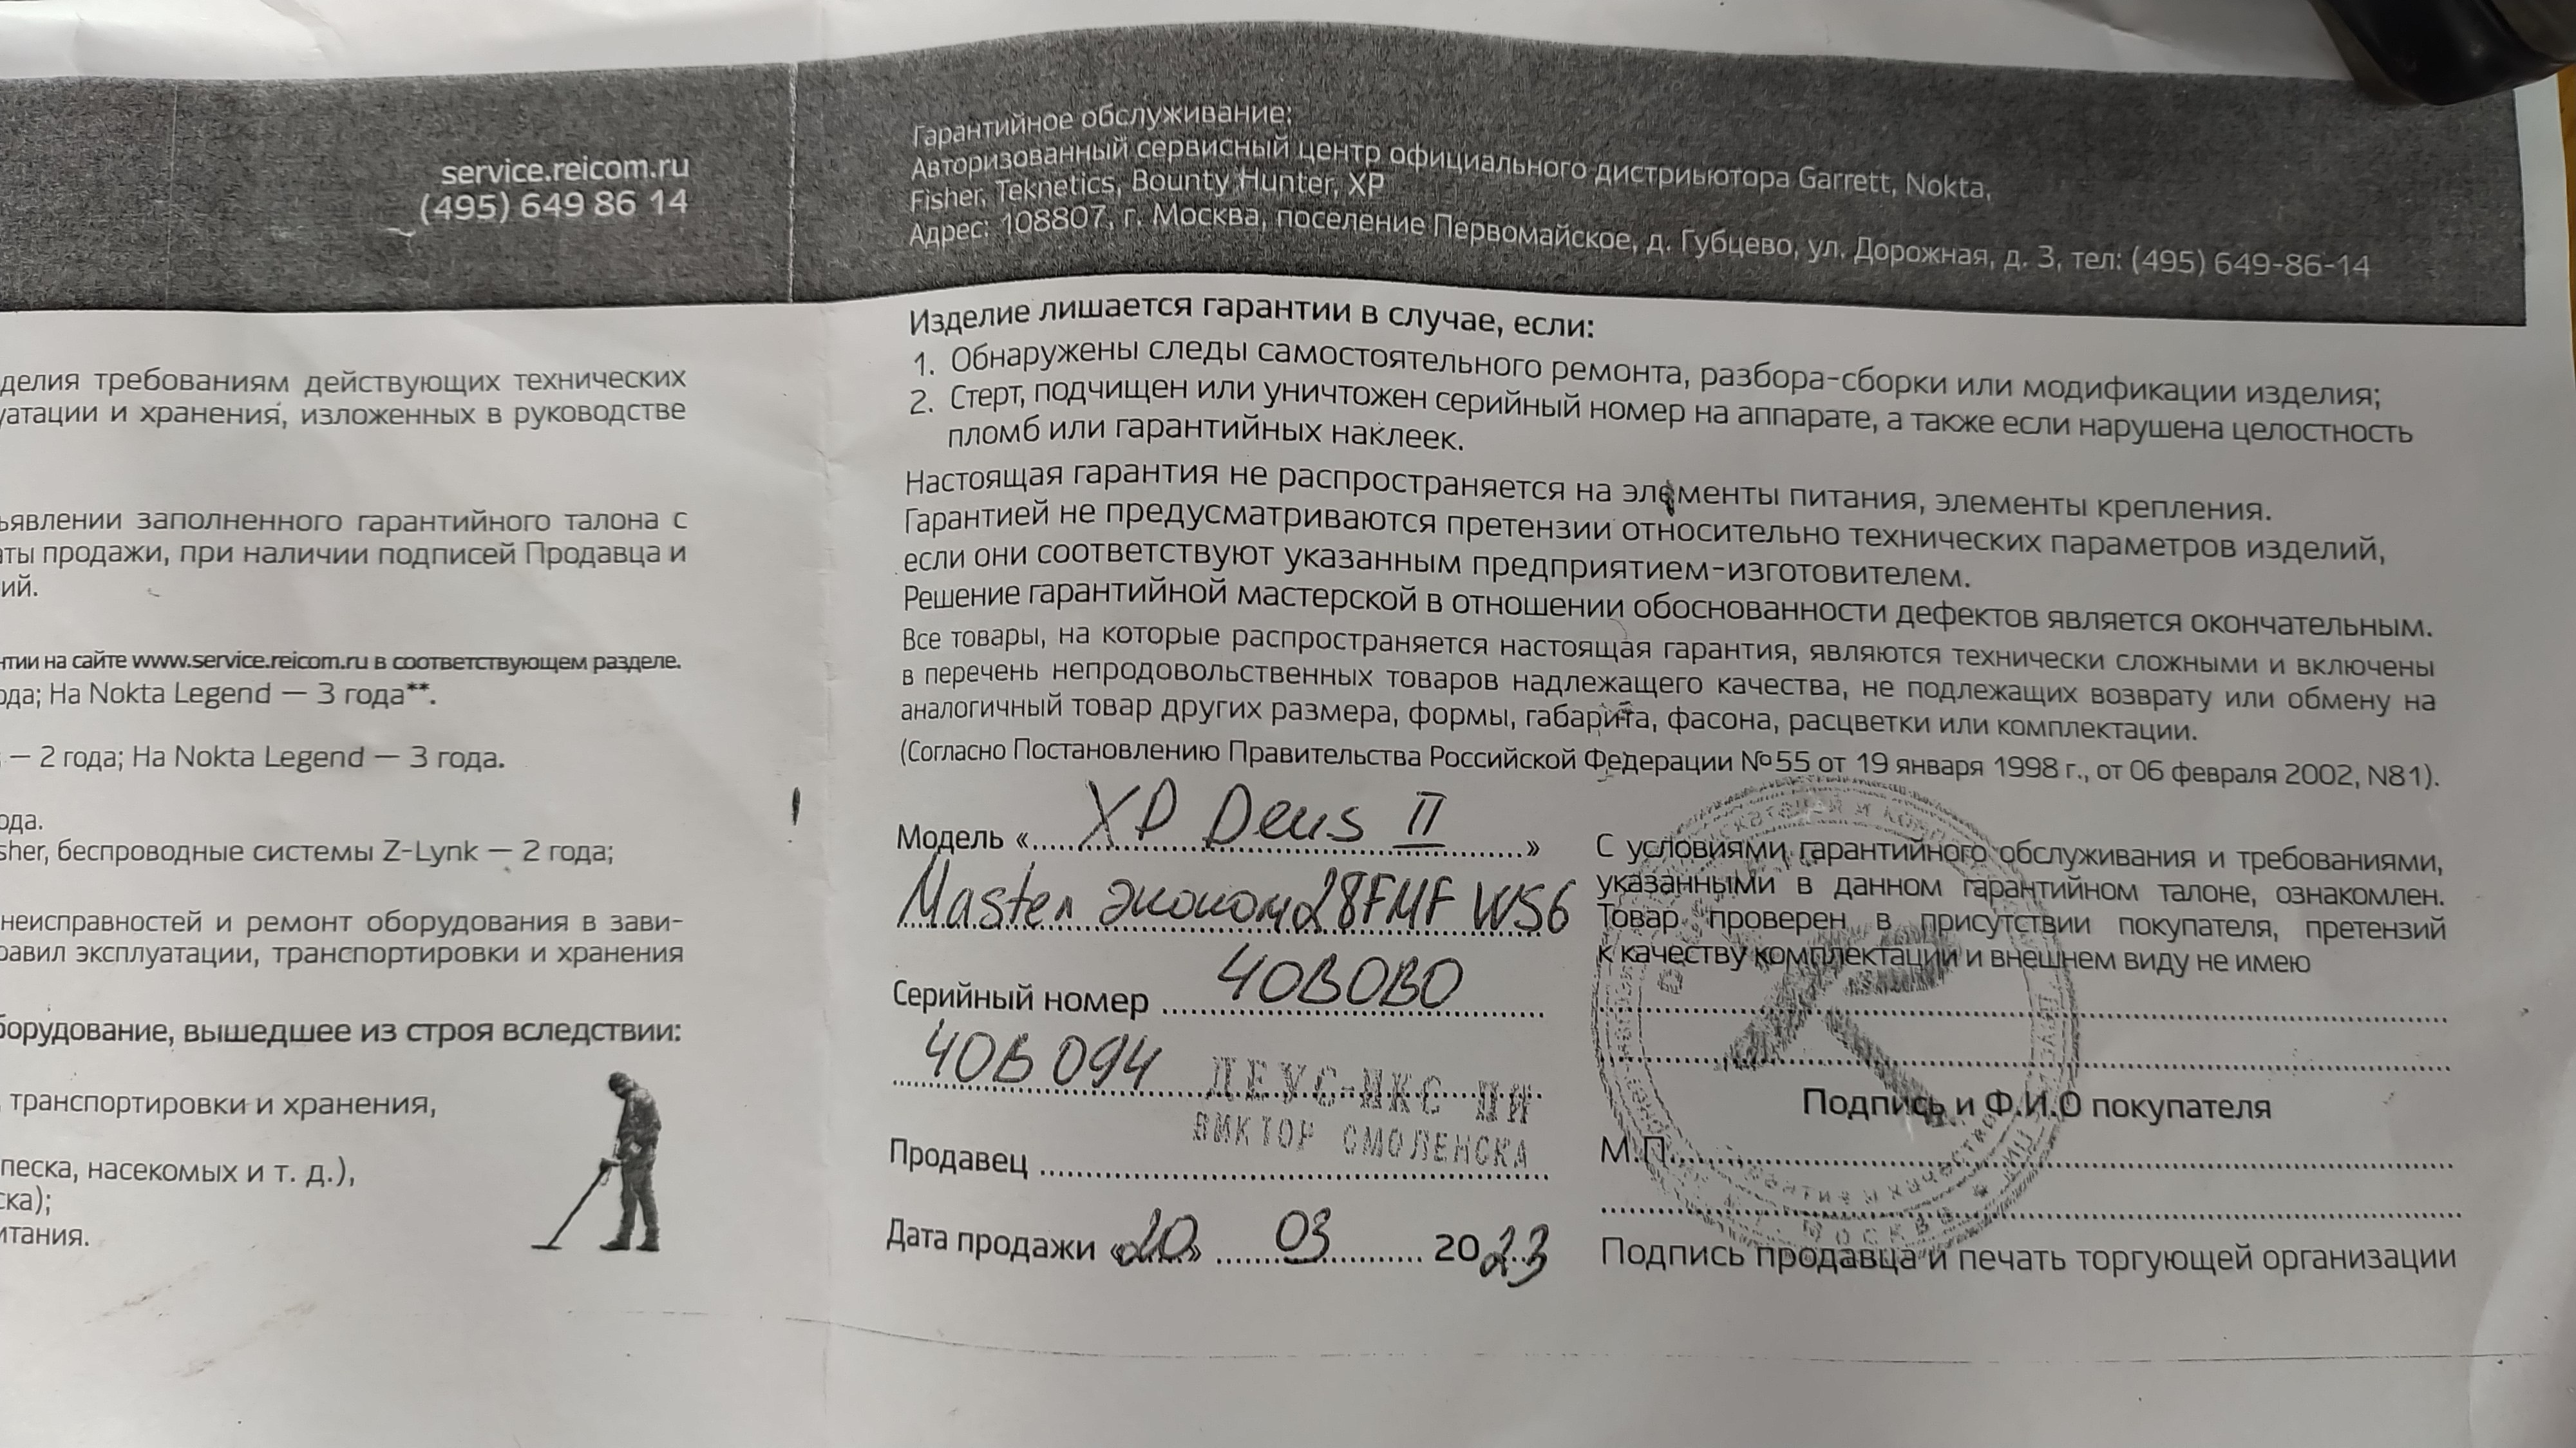 service.reicom.ru
(495) 649 86 14
делия требованиям действующих технических
уатации и хранения, изложенных в руководстве
ъявлении заполненного гарантийного талона с
аты продажи, при наличии подписей Продавца и
ий.
нтии на сайте www.service.reicom.ru в соответствующем разделе.
ода; На Nokta Legend — 3 года**.
— 2 года; На Nokta Legend — 3 года.
ода.
sher, беспроводные системы Z-Lynk — 2 года;
неисправностей и ремонт оборудования в зави-
равил эксплуатации, транспортировки и хранения
борудование, вышедшее из строя вследствии:
, транспортировки и хранения,
песка, насекомых и т. д.),
ска);
итания.
Гарантийное обслуживание:
Авторизованный сервисный центр официального дистрибьютора Garrett, Nokta,
Fisher, Teknetics, Bounty Hunter, XP
Адрес: 108807, г. Москва, поселение Первомайское, д. Губцево, ул. Дорожная, д. 3, тел: (495) 649-86-14
Изделие лишается гарантии в случае, если:
1. Обнаружены следы самостоятельного ремонта, разбора-сборки или модификации изделия;
2. Стерт, подчищен или уничтожен серийный номер на аппарате, а также если нарушена целостность
пломб или гарантийных наклеек.
Настоящая гарантия не распространяется на элементы питания, элементы крепления.
Гарантией не предусматриваются претензии относительно технических параметров изделий,
если они соответствуют указанным предприятием-изготовителем.
Решение гарантийной мастерской в отношении обоснованности дефектов является окончательным.
Все товары, на которые распространяется настоящая гарантия, являются технически сложными и включены
в перечень непродовольственных товаров надлежащего качества, не подлежащих возврату или обмену на
аналогичный товар других размера, формы, габарита, фасона, расцветки или комплектации.
(Согласно Постановлению Правительства Российской Федерации №55 от 19 января 1998 г., от 06 февраля 2002, N81).
Модель «XP Deus II»
Master эконом 28FMF WS6
Серийный номер 40B0B0
40B094
ДЕУС-ИКС ПИ
ВИКТОР СМОЛЕНСКА
Продавец
Дата продажи «20» 03 2023
С условиями гарантийного обслуживания и требованиями,
указанными в данном гарантийном талоне, ознакомлен.
Товар проверен в присутствии покупателя, претензий
к качеству комплектации и внешнем виду не имею
Подпись и Ф.И.О покупателя
М.П.
Подпись продавца и печать торгующей организации